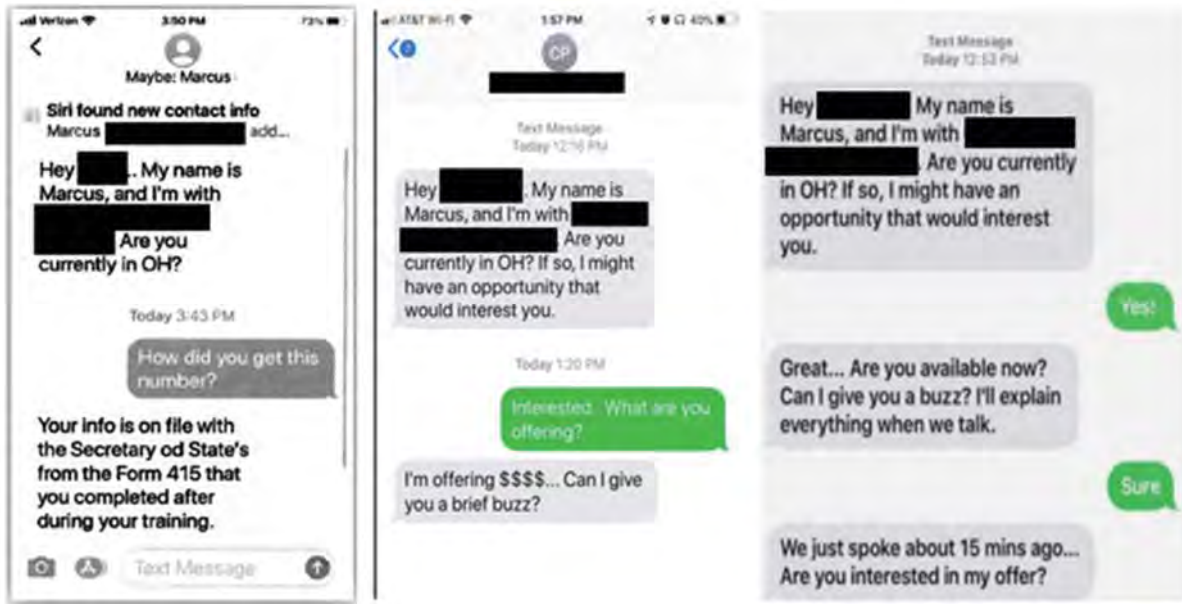 Verizon
3:50 PM
73%
Maybe: Marcus
Siri found new contact info
Marcus add...
Hey .. My name is
Marcus, and I'm with
Are you
currently in OH?
Today 3:43 PM
How did you get this
number?
Your info is on file with
the Secretary od State's
from the Form 415 that
you completed after
during your training.
Text Message
AT&T Wi-Fi
1:57 PM
40%
CP
Text Message
Today 12:16 PM
Hey . My name is
Marcus, and I'm with
. Are you
currently in OH? If so, I might
have an opportunity that
would interest you.
Today 1:20 PM
Interested. What are you
offering?
I'm offering $$$$... Can I give
you a brief buzz?
Text Message
Today 12:53 PM
Hey My name is
Marcus, and I'm with
. Are you currently
in OH? If so, I might have an
opportunity that would interest
you.
Yes!
Great... Are you available now?
Can I give you a buzz? I'll explain
everything when we talk.
Sure
We just spoke about 15 mins ago...
Are you interested in my offer?